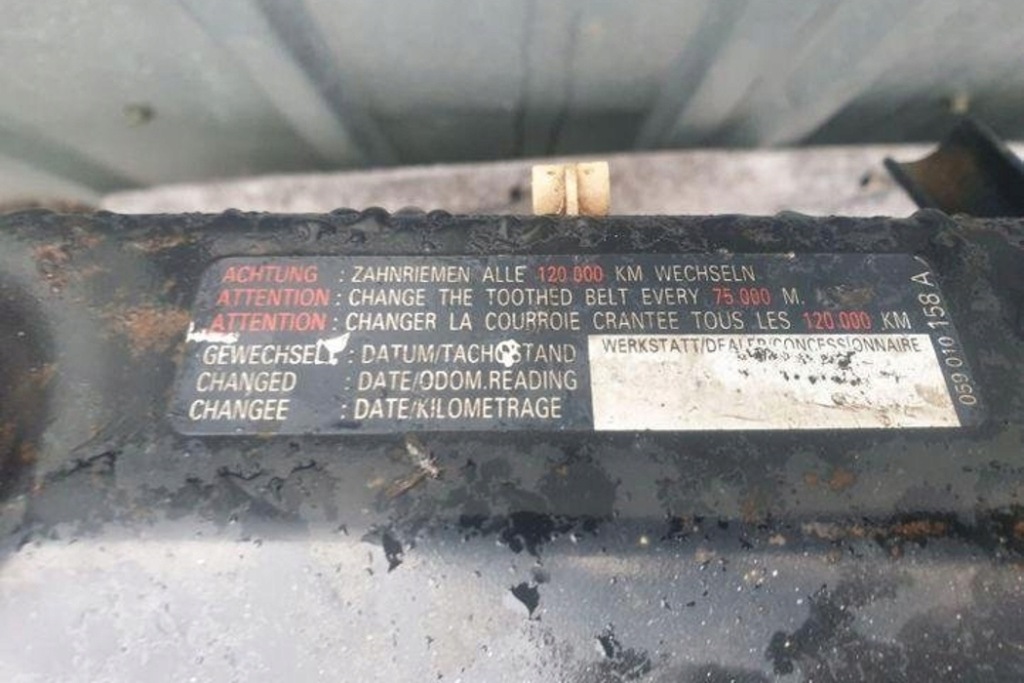 ACHTUNG : ZAHNRIEMEN ALLE 120.000 KM WECHSELN
ATTENTION : CHANGE THE TOOTHED BELT EVERY 75.000 M.
ATTENTION : CHANGER LA COURROIE CRANTEE TOUS LES 120.000 KM
GEWECHSELT : DATUM/TACHOSTAND
CHANGED : DATE/ODOM.READING
CHANGEE : DATE/KILOMETRAGE
WERKSTATT/DEALER/CONCESSIONNAIRE
059 010 158 A